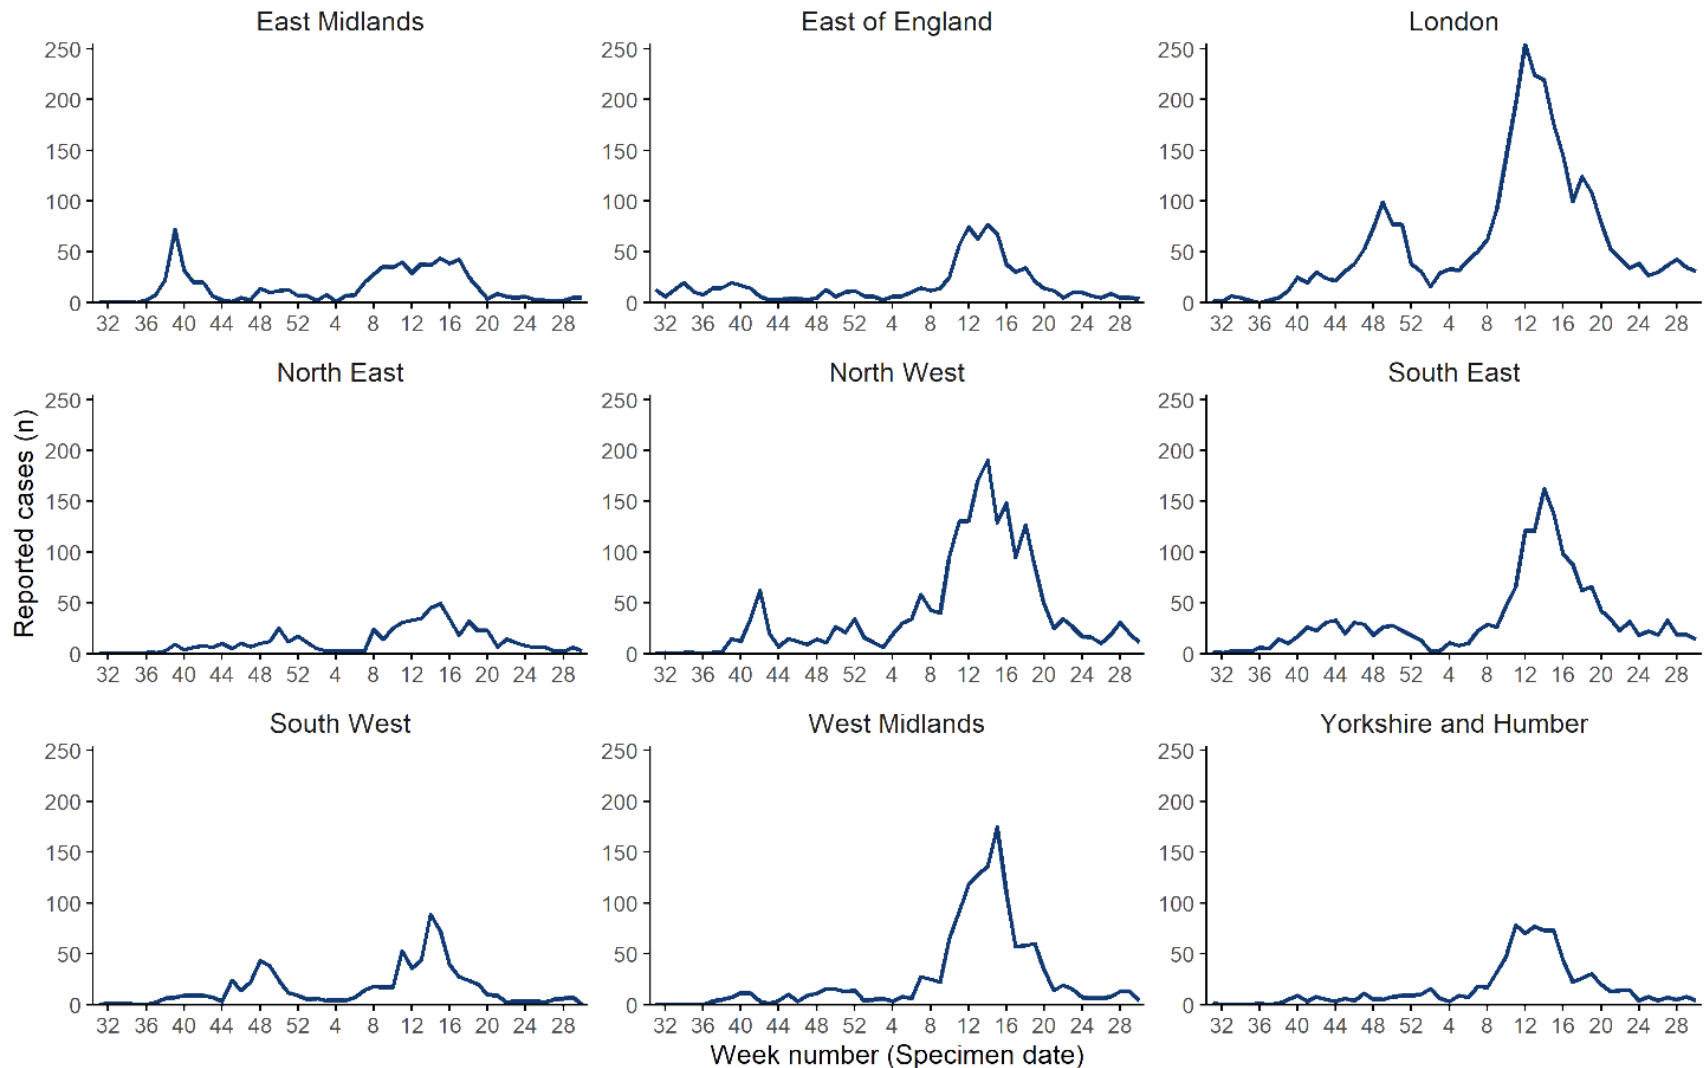 East Midlands East of England London
250 250 250
200 200 200
150 150 150
100 100 100
50 50 50
0 0 0
32 36 40 44 48 52 4 8 12 16 20 24 28 32 36 40 44 48 52 4 8 12 16 20 24 28 32 36 40 44 48 52 4 8 12 16 20 24 28
North East North West South East
250 250 250
200 200 200
150 150 150
100 100 100
50 50 50
0 0 0
32 36 40 44 48 52 4 8 12 16 20 24 28 32 36 40 44 48 52 4 8 12 16 20 24 28 32 36 40 44 48 52 4 8 12 16 20 24 28
Reported cases (n)
South West West Midlands Yorkshire and Humber
250 250 250
200 200 200
150 150 150
100 100 100
50 50 50
0 0 0
32 36 40 44 48 52 4 8 12 16 20 24 28 32 36 40 44 48 52 4 8 12 16 20 24 28 32 36 40 44 48 52 4 8 12 16 20 24 28
Week number (Specimen date)